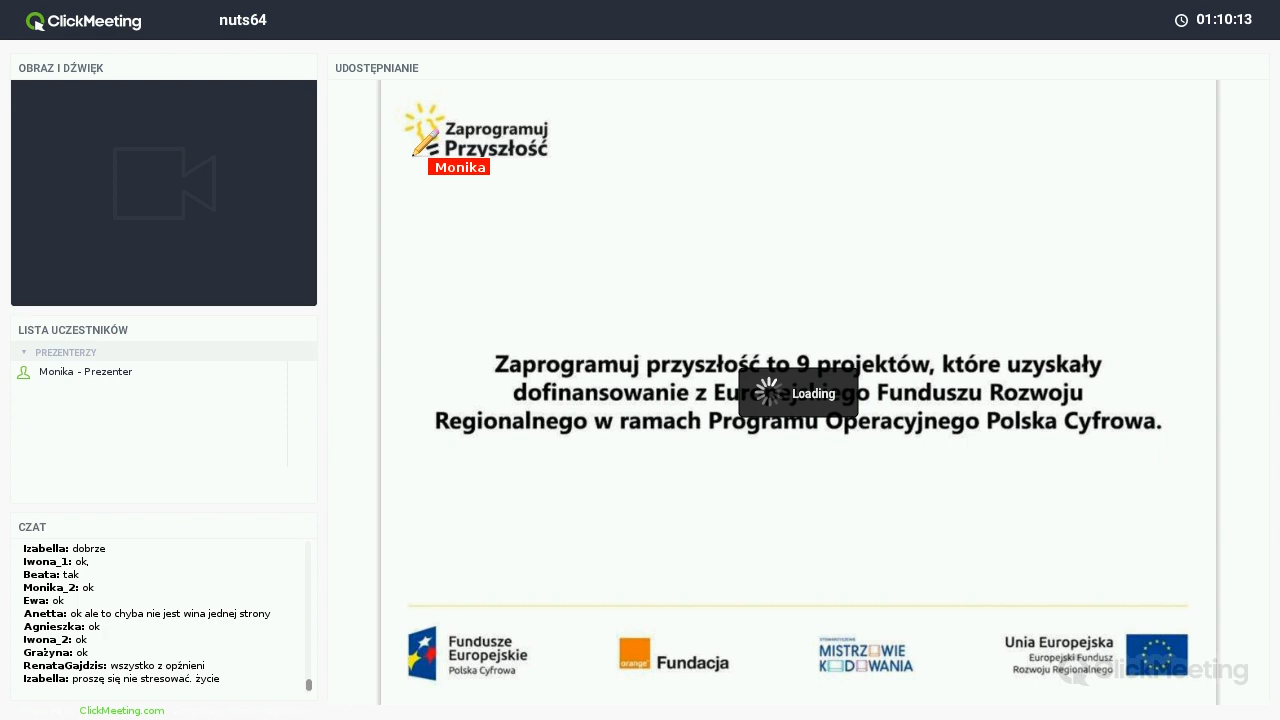 ClickMeeting
nuts64
01:10:13
OBRAZ I DŹWIĘK
UDOSTĘPNIANIE
Zaprogramuj
Przyszłość
Monika
LISTA UCZESTNIKÓW
PREZENTERZY
Monika - Prezenter
Zaprogramuj przyszłość to 9 projektów, które uzyskały
dofinansowanie z Europejskiego Funduszu Rozwoju
Loading
Regionalnego w ramach Programu Operacyjnego Polska Cyfrowa.
CZAT
Izabella: dobrze
Iwona_1: ok,
Beata: tak
Monika_2: ok
Ewa: ok
Anetta: ok ale to chyba nie jest wina jednej strony
Agnieszka: ok
Iwona_2: ok
Grażyna: ok
RenataGajdzis: wszystko z opźnieni
Izabella: proszę się nie stresować. życie
Fundusze
Europejskie
Polska Cyfrowa
orange
Fundacja
STOWARZYSZENIE
MISTRZOWIE
KODOWANIA
Unia Europejska
Europejski Fundusz
Rozwoju Regionalnego
ClickMeeting
ClickMeeting.com